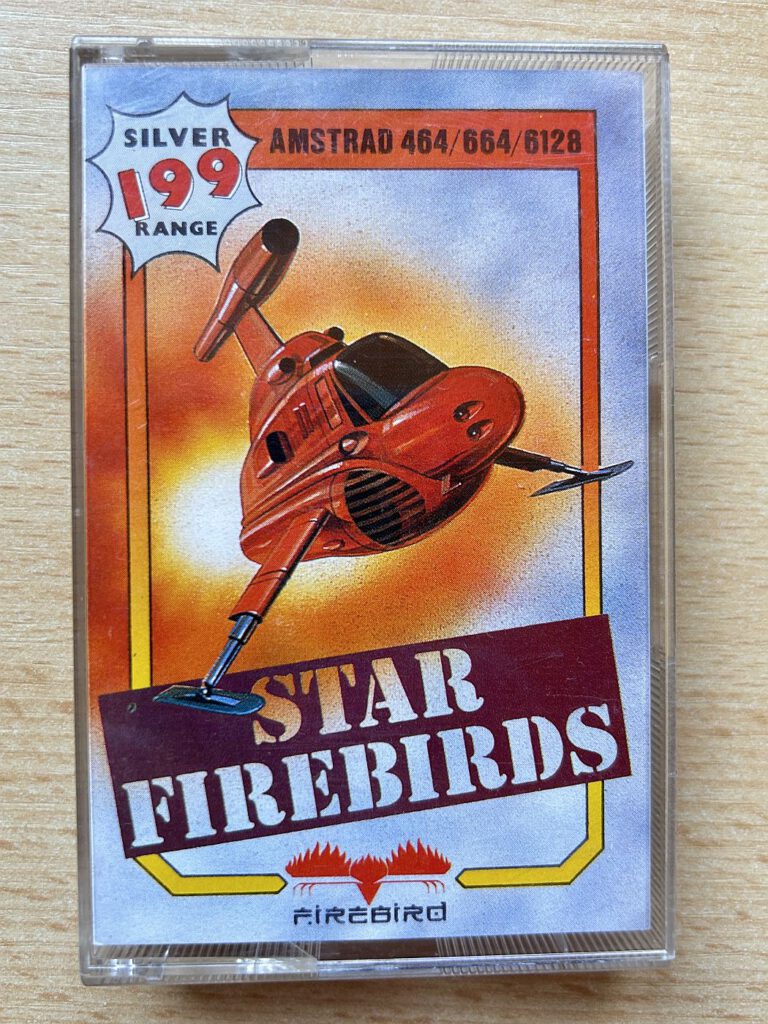 SILVER
199
RANGE
AMSTRAD 464/664/6128
STAR
FIREBIRDS
FIREBIRD